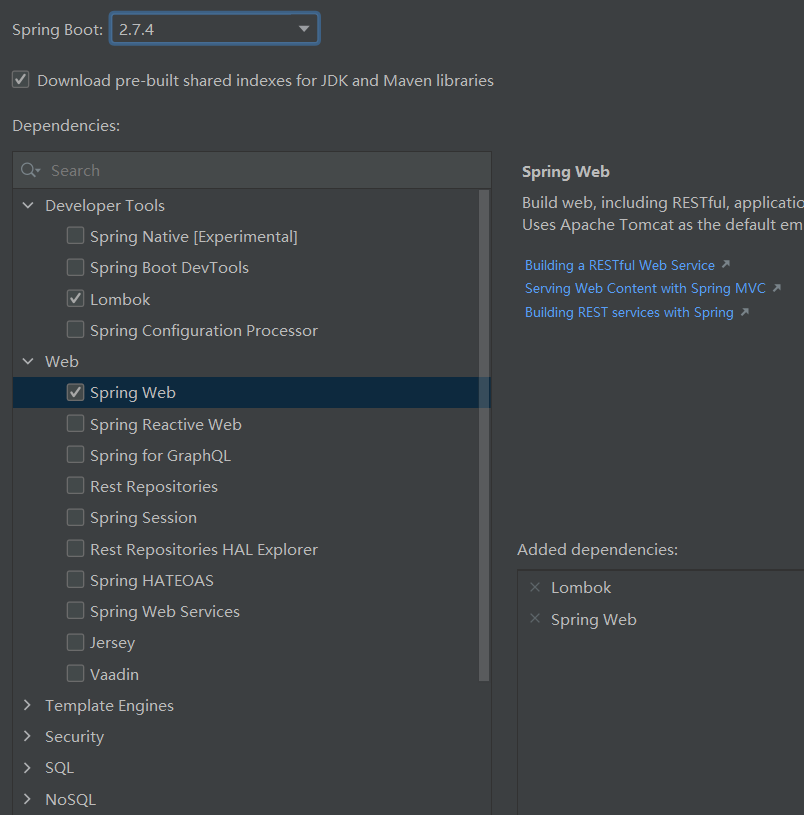 Spring Boot: 2.7.4
Download pre-built shared indexes for JDK and Maven libraries
Dependencies:
Search
Developer Tools
Spring Native [Experimental]
Spring Boot DevTools
Lombok
Spring Configuration Processor
Web
Spring Web
Spring Reactive Web
Spring for GraphQL
Rest Repositories
Spring Session
Rest Repositories HAL Explorer
Spring HATEOAS
Spring Web Services
Jersey
Vaadin
Template Engines
Security
SQL
NoSQL
Spring Web
Build web, including RESTful, applicatio
Uses Apache Tomcat as the default em
Building a RESTful Web Service
Serving Web Content with Spring MVC
Building REST services with Spring
Added dependencies:
Lombok
Spring Web